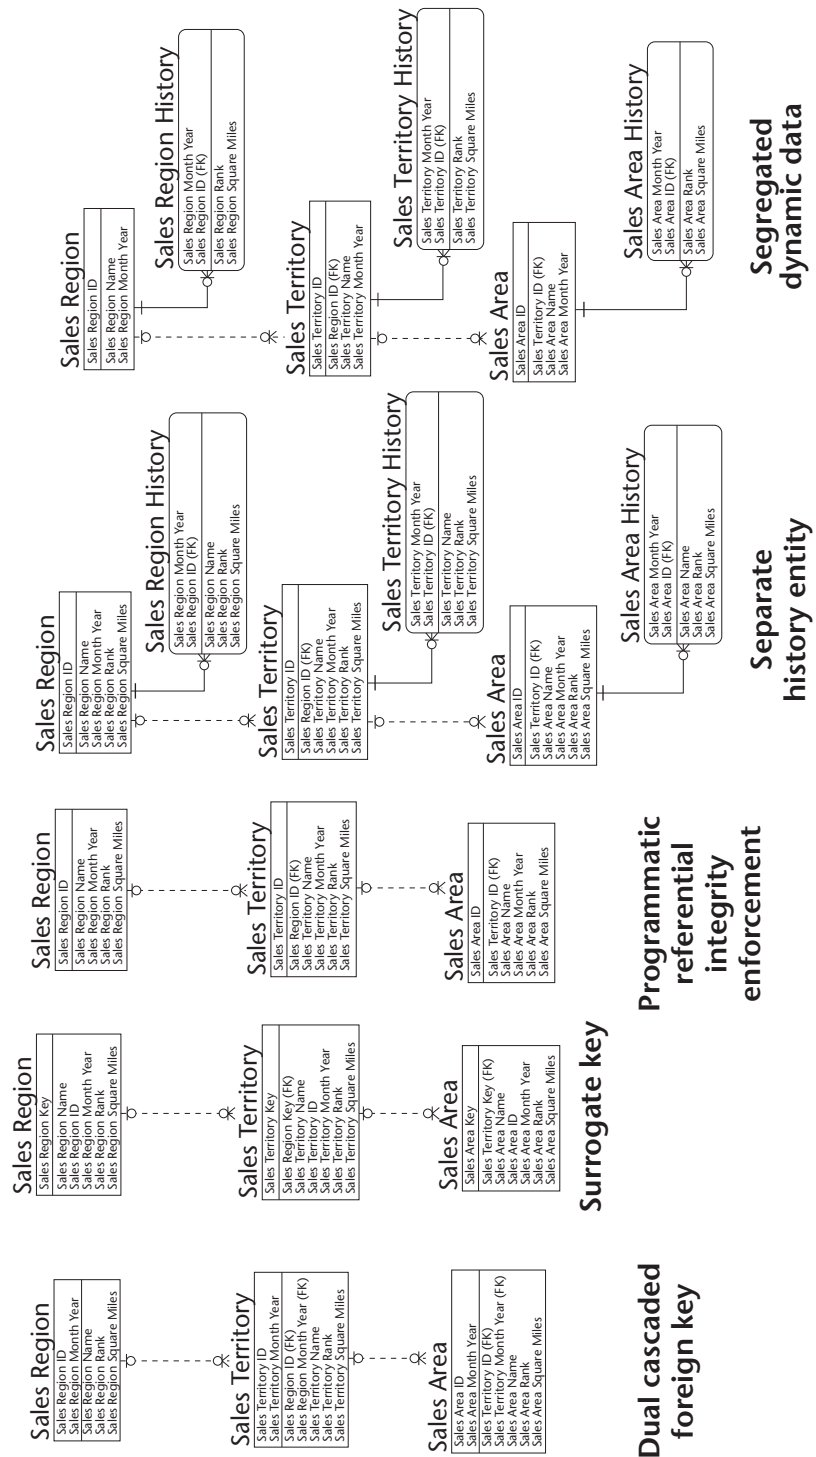 Sales Region
Sales Region ID
Sales Region Month Year
Sales Region Name
Sales Region Rank
Sales Region Square Miles
Sales Territory
Sales Territory ID
Sales Territory Month Year
Sales Region ID (FK)
Sales Region Month Year (FK)
Sales Territory Name
Sales Territory Rank
Sales Territory Square Miles
Sales Area
Sales Area ID
Sales Area Month Year
Sales Territory ID (FK)
Sales Territory Month Year (FK)
Sales Area Name
Sales Area Rank
Sales Area Square Miles
Dual cascaded
foreign key
Sales Region
Sales Region Key
Sales Region Name
Sales Region ID
Sales Region Month Year
Sales Region Rank
Sales Region Square Miles
Sales Territory
Sales Territory Key
Sales Region Key (FK)
Sales Territory Name
Sales Territory ID
Sales Territory Month Year
Sales Territory Rank
Sales Territory Square Miles
Sales Area
Sales Area Key
Sales Territory Key (FK)
Sales Area Name
Sales Area ID
Sales Area Month Year
Sales Area Rank
Sales Area Square Miles
Surrogate key
Sales Region
Sales Region ID
Sales Region Name
Sales Region Month Year
Sales Region Rank
Sales Region Square Miles
Sales Territory
Sales Territory ID
Sales Region ID (FK)
Sales Territory Name
Sales Territory Month Year
Sales Territory Rank
Sales Territory Square Miles
Sales Area
Sales Area ID
Sales Territory ID (FK)
Sales Area Name
Sales Area Month Year
Sales Area Rank
Sales Area Square Miles
Programmatic
referential
integrity
enforcement
Sales Region
Sales Region ID
Sales Region Name
Sales Region Month Year
Sales Region Rank
Sales Region Square Miles
Sales Region History
Sales Region Month Year
Sales Region ID (FK)
Sales Region Name
Sales Region Rank
Sales Region Square Miles
Sales Territory
Sales Territory ID
Sales Region ID (FK)
Sales Territory Name
Sales Territory Month Year
Sales Territory Rank
Sales Territory Square Miles
Sales Territory History
Sales Territory Month Year
Sales Territory ID (FK)
Sales Territory Name
Sales Territory Rank
Sales Territory Square Miles
Sales Area
Sales Area ID
Sales Territory ID (FK)
Sales Area Name
Sales Area Month Year
Sales Area Rank
Sales Area Square Miles
Sales Area History
Sales Area Month Year
Sales Area ID (FK)
Sales Area Name
Sales Area Rank
Sales Area Square Miles
Separate
history entity
Sales Region
Sales Region ID
Sales Region Name
Sales Region Month Year
Sales Region History
Sales Region Month Year
Sales Region ID (FK)
Sales Region Rank
Sales Region Square Miles
Sales Territory
Sales Territory ID
Sales Region ID (FK)
Sales Territory Name
Sales Territory Month Year
Sales Territory History
Sales Territory Month Year
Sales Territory ID (FK)
Sales Territory Rank
Sales Territory Square Miles
Sales Area
Sales Area ID
Sales Territory ID (FK)
Sales Area Name
Sales Area Month Year
Sales Area History
Sales Area Month Year
Sales Area ID (FK)
Sales Area Rank
Sales Area Square Miles
Segregated
dynamic data